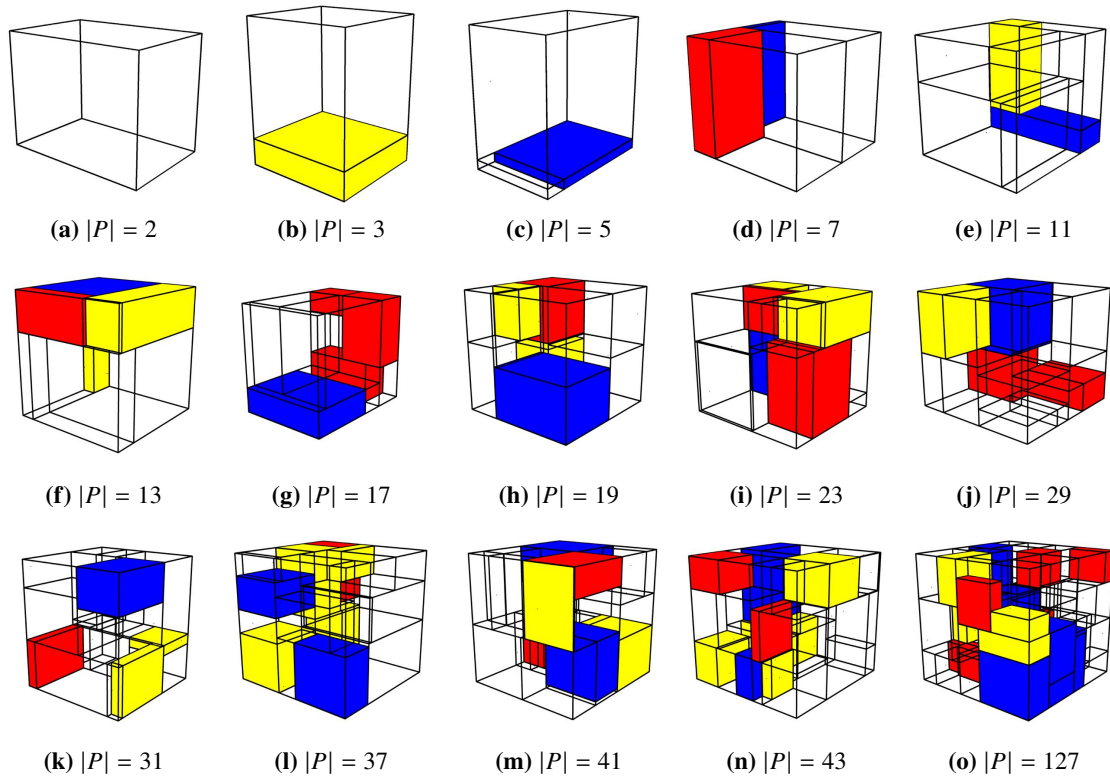 (a) |P| = 2 (b) |P| = 3 (c) |P| = 5 (d) |P| = 7 (e) |P| = 11
(f) |P| = 13 (g) |P| = 17 (h) |P| = 19 (i) |P| = 23 (j) |P| = 29
(k) |P| = 31 (l) |P| = 37 (m) |P| = 41 (n) |P| = 43 (o) |P| = 127